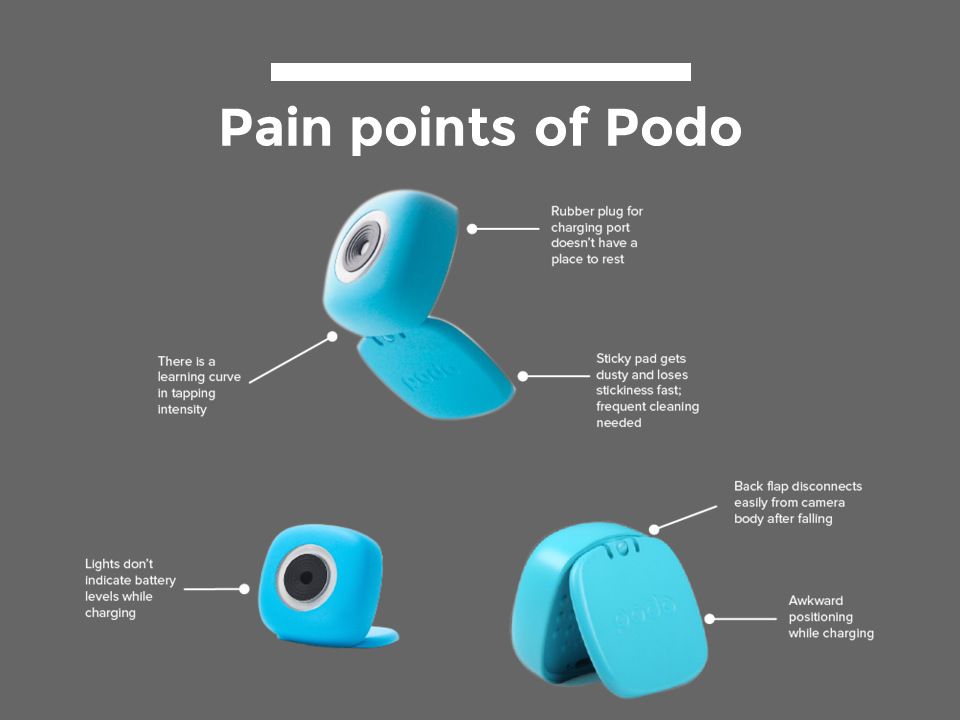 Pain points of Podo
Rubber plug for
charging port
doesn't have a
place to rest
There is a
learning curve
in tapping
intensity
Sticky pad gets
dusty and loses
stickiness fast;
frequent cleaning
needed
podo
Back flap disconnects
easily from camera
body after falling
Lights don't
indicate battery
levels while
charging
podo
Awkward
positioning
while charging